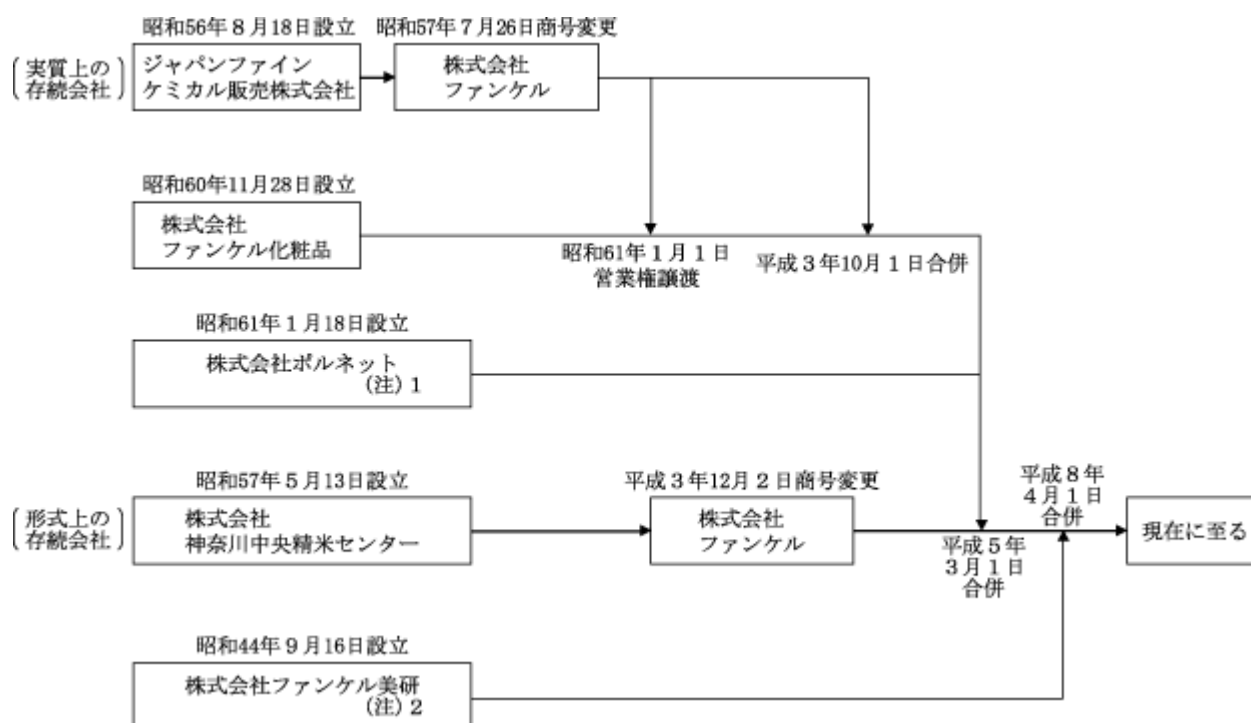 昭和56年8月18日設立
昭和57年7月26日商号変更
実質上の
存続会社
ジャパンファイン
ケミカル販売株式会社
株式会社
ファンケル
昭和60年11月28日設立
株式会社
ファンケル化粧品
昭和61年1月1日
営業権譲渡
平成3年10月1日合併
昭和61年1月18日設立
株式会社ボルネット
(注)1
昭和57年5月13日設立
平成3年12月2日商号変更
平成8年
4月1日
合併
形式上の
存続会社
株式会社
神奈川中央精米センター
株式会社
ファンケル
現在に至る
平成5年
3月1日
合併
昭和44年9月16日設立
株式会社ファンケル美研
(注)2